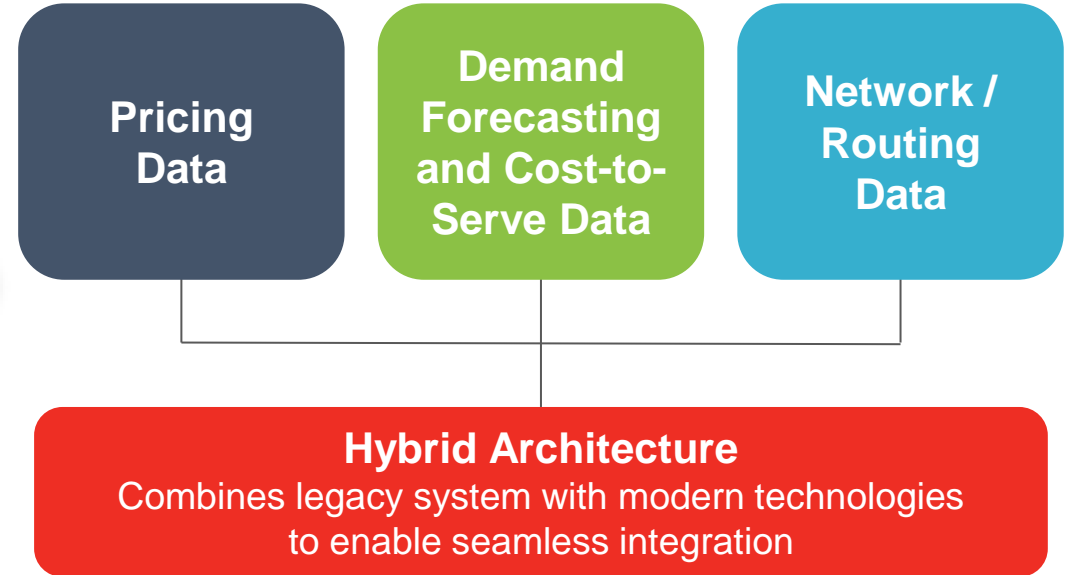 Pricing
Data
Demand
Forecasting
and Cost-to-
Serve Data
Network /
Routing
Data
Hybrid Architecture
Combines legacy system with modern technologies
to enable seamless integration